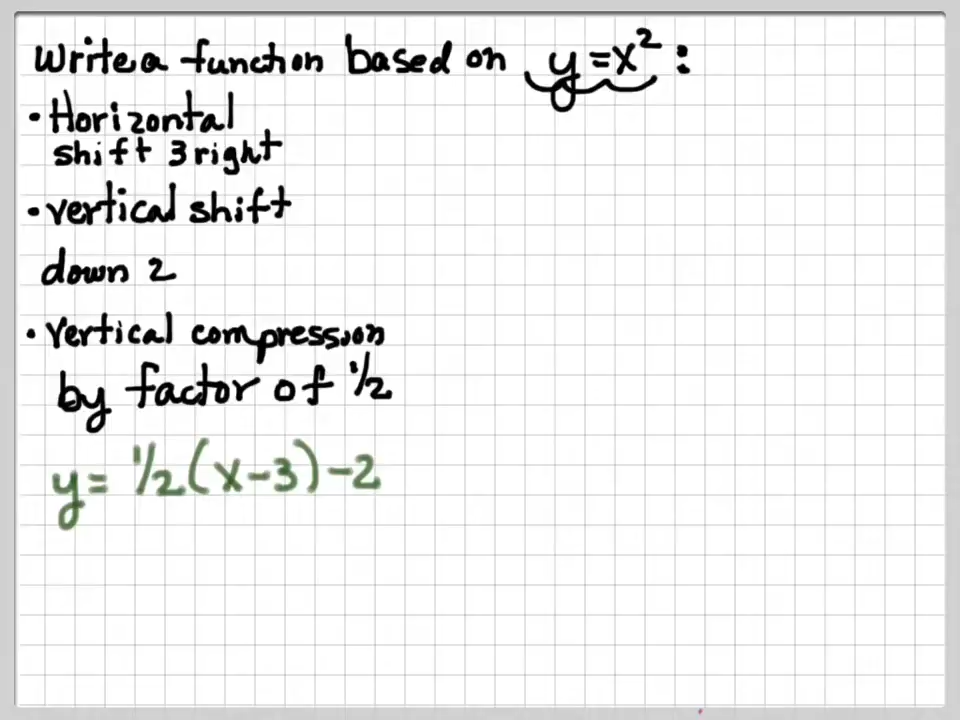 Write a function based on y=x²:
• Horizontal
shift 3 right
• vertical shift
down 2
• Vertical compression
by factor of 1/2
y= 1/2(x-3)-2